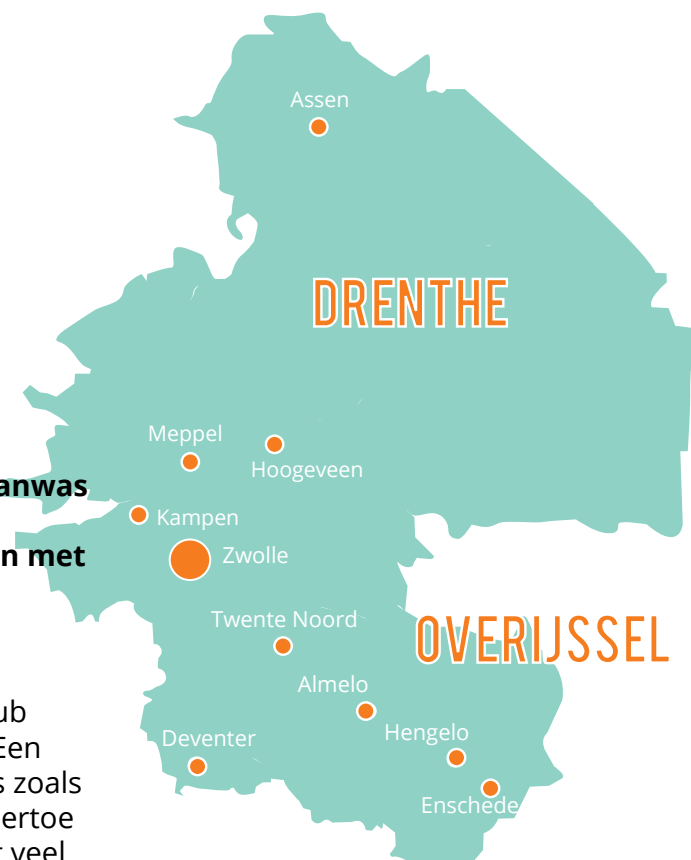 Assen
DRENTHE
Meppel
Hoogeveen
anwas
Kampen
n met
Zwolle
Twente Noord
OVERIJSSEL
Almelo
ub
Hengelo
Deventer
Een
s zoals
Enschede
ertoe
veel